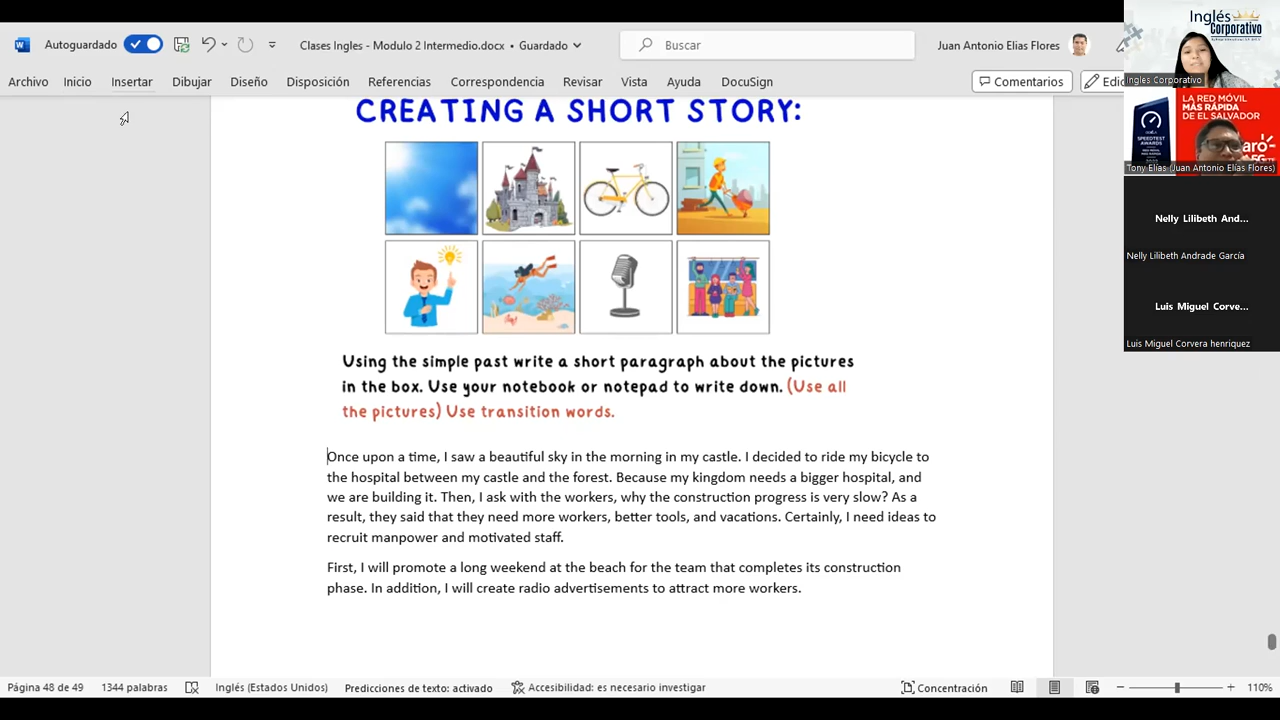 Autoguardado
Clases Ingles - Modulo 2 Intermedio.docx • Guardado
Buscar
Juan Antonio Elias Flores
Archivo Inicio Insertar Dibujar Diseño Disposición Referencias Correspondencia Revisar Vista Ayuda DocuSign
Comentarios
CREATING A SHORT STORY:
Using the simple past write a short paragraph about the pictures
in the box. Use your notebook or notepad to write down. (Use all
the pictures) Use transition words.
Once upon a time, I saw a beautiful sky in the morning in my castle. I decided to ride my bicycle to
the hospital between my castle and the forest. Because my kingdom needs a bigger hospital, and
we are building it. Then, I ask with the workers, why the construction progress is very slow? As a
result, they said that they need more workers, better tools, and vacations. Certainly, I need ideas to
recruit manpower and motivated staff.
First, I will promote a long weekend at the beach for the team that completes its construction
phase. In addition, I will create radio advertisements to attract more workers.
Página 48 de 49 1344 palabras Inglés (Estados Unidos) Predicciones de texto: activado Accesibilidad: es necesario investigar Concentración 110%
Inglés
Corporativo
Inglés Corporativo
LA RED MÓVIL
MÁS RÁPIDA
DE EL SALVADOR
SPEEDTEST
Tony Elías (Juan Antonio Elías Flores)
Nelly Lilibeth And...
Nelly Lilibeth Andrade García
Luis Miguel Corve...
Luis Miguel Corvera henriquez